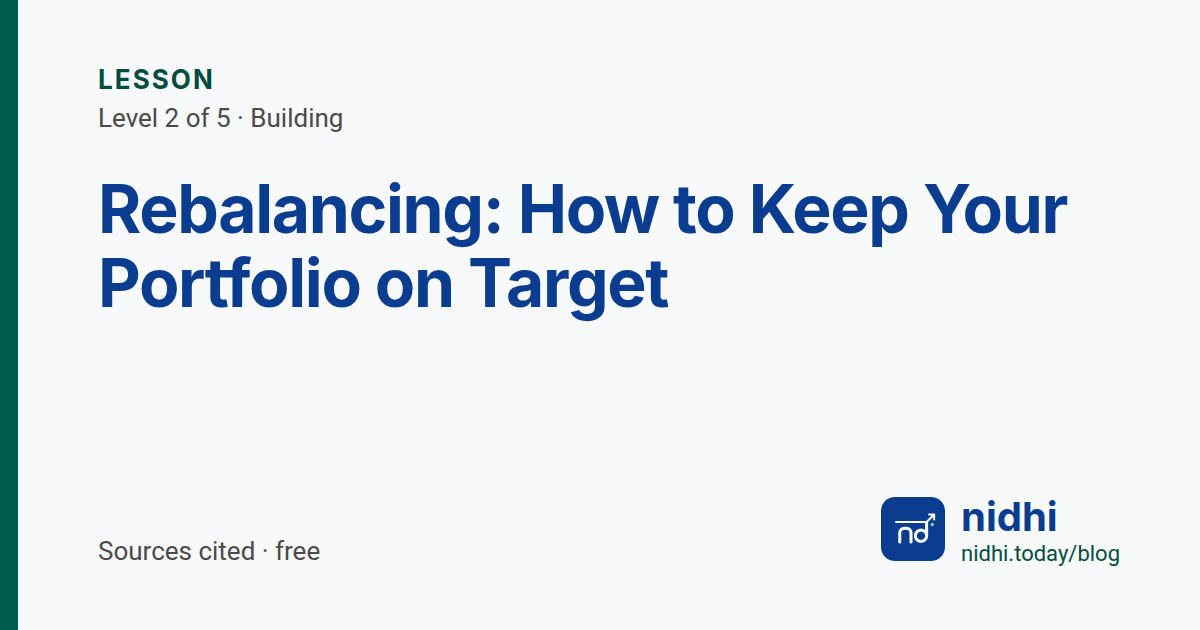 LESSON
Level 2 of 5 · Building
Rebalancing: How to Keep Your
Portfolio on Target
Sources cited · free
nd
nidhi
nidhi.today/blog